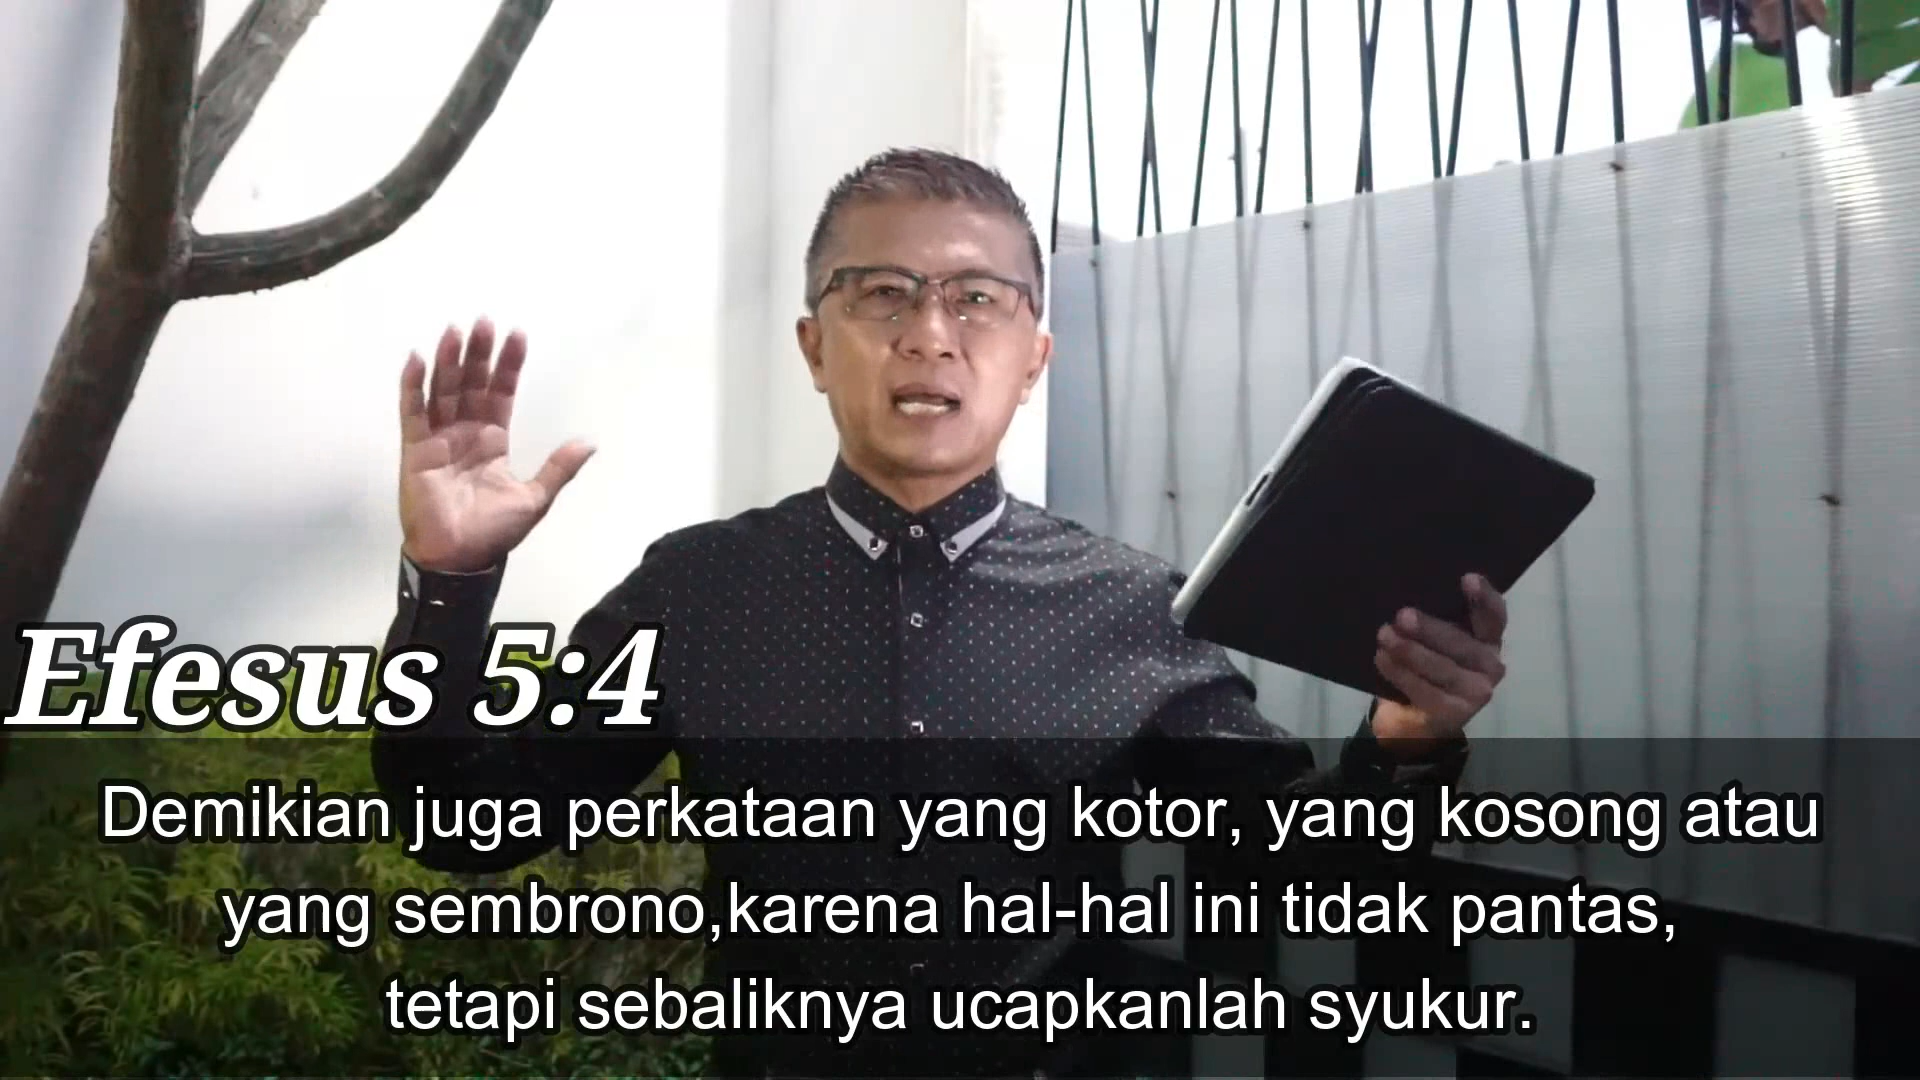 Efesus 5:4
Demikian juga perkataan yang kotor, yang kosong atau
yang sembrono,karena hal-hal ini tidak pantas,
tetapi sebaliknya ucapkanlah syukur.